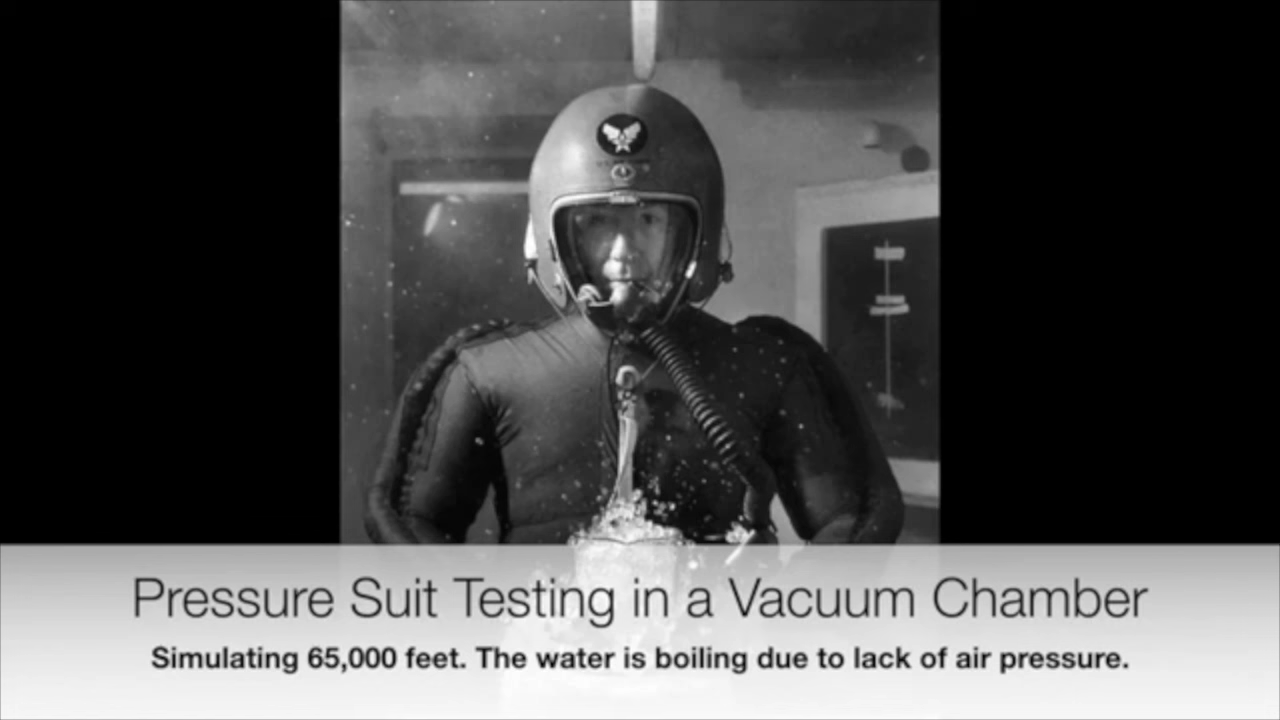 Pressure Suit Testing in a Vacuum Chamber
Simulating 65,000 feet. The water is boiling due to lack of air pressure.